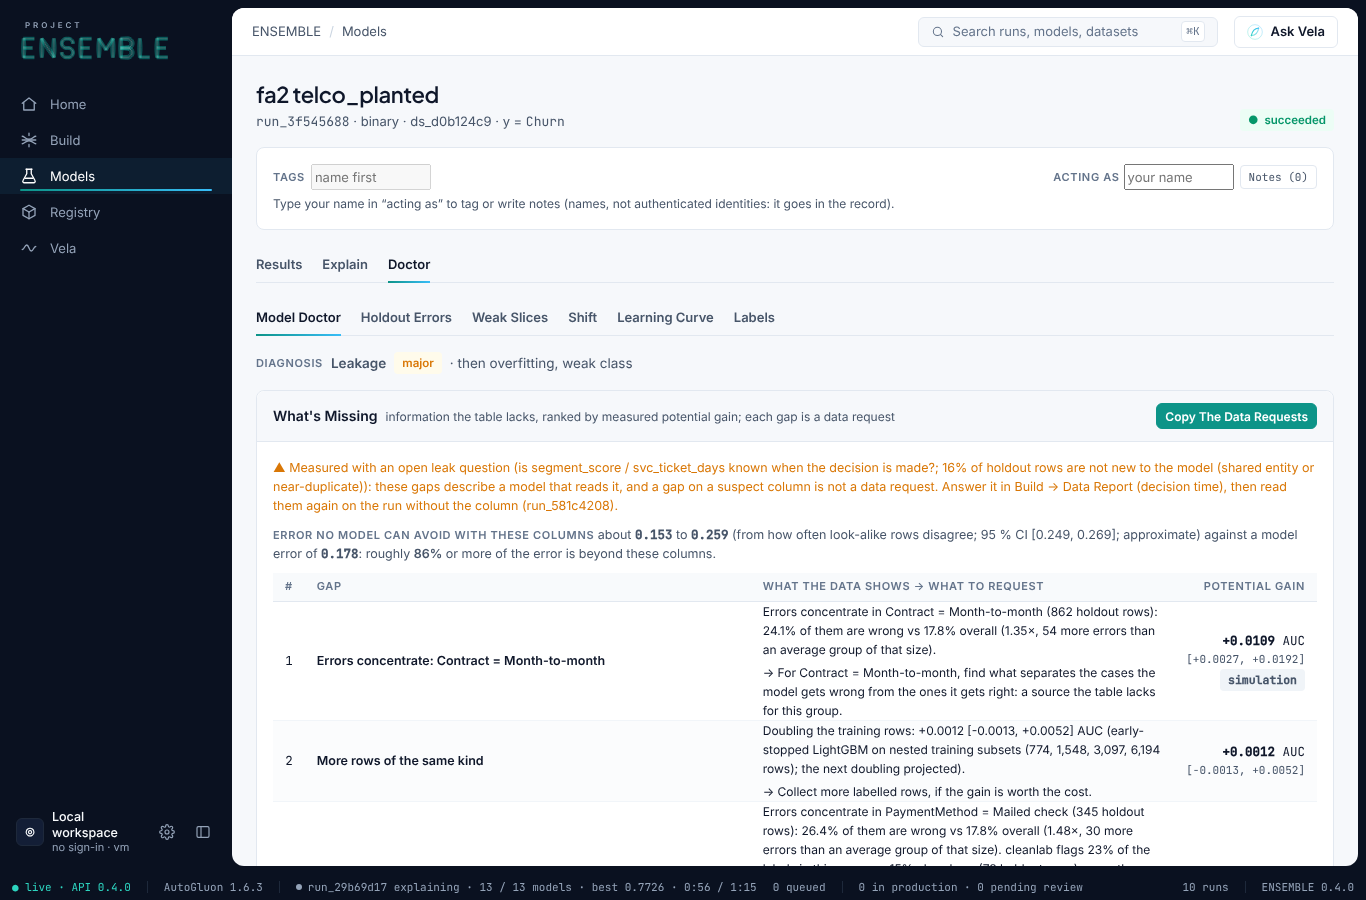 PROJECT
ENSEMBLE
Home
Build
Models
Registry
Vela
Local
workspace
no sign-in · vm
ENSEMBLE / Models
Search runs, models, datasets ⌘K
Ask Vela
fa2 telco_planted
run_3f545688 · binary · ds_d0b124c9 · y = Churn
succeeded
TAGS name first
ACTING AS your name Notes (0)
Type your name in “acting as” to tag or write notes (names, not authenticated identities: it goes in the record).
Results Explain Doctor
Model Doctor Holdout Errors Weak Slices Shift Learning Curve Labels
DIAGNOSIS Leakage major · then overfitting, weak class
What's Missing information the table lacks, ranked by measured potential gain; each gap is a data request
Copy The Data Requests
▲ Measured with an open leak question (is segment_score / svc_ticket_days known when the decision is made?; 16% of holdout rows are not new to the model (shared entity or
near-duplicate)): these gaps describe a model that reads it, and a gap on a suspect column is not a data request. Answer it in Build → Data Report (decision time), then read
them again on the run without the column (run_581c4208).
ERROR NO MODEL CAN AVOID WITH THESE COLUMNS about 0.153 to 0.259 (from how often look-alike rows disagree; 95 % CI [0.249, 0.269]; approximate) against a model
error of 0.178: roughly 86% or more of the error is beyond these columns.
# GAP WHAT THE DATA SHOWS → WHAT TO REQUEST POTENTIAL GAIN
1 Errors concentrate: Contract = Month-to-month
Errors concentrate in Contract = Month-to-month (862 holdout rows):
24.1% of them are wrong vs 17.8% overall (1.35×, 54 more errors than
an average group of that size).
→ For Contract = Month-to-month, find what separates the cases the
model gets wrong from the ones it gets right: a source the table lacks
for this group.
+0.0109 AUC
[+0.0027, +0.0192]
simulation
2 More rows of the same kind
Doubling the training rows: +0.0012 [-0.0013, +0.0052] AUC (early-
stopped LightGBM on nested training subsets (774, 1,548, 3,097, 6,194
rows); the next doubling projected).
→ Collect more labelled rows, if the gain is worth the cost.
+0.0012 AUC
[-0.0013, +0.0052]
Errors concentrate in PaymentMethod = Mailed check (345 holdout
rows): 26.4% of them are wrong vs 17.8% overall (1.48×, 30 more
errors than an average group of that size). cleanlab flags 23% of the
live · API 0.4.0 AutoGluon 1.6.3 run_29b69d17 explaining · 13 / 13 models · best 0.7726 · 0:56 / 1:15 0 queued 0 in production · 0 pending review 10 runs ENSEMBLE 0.4.0